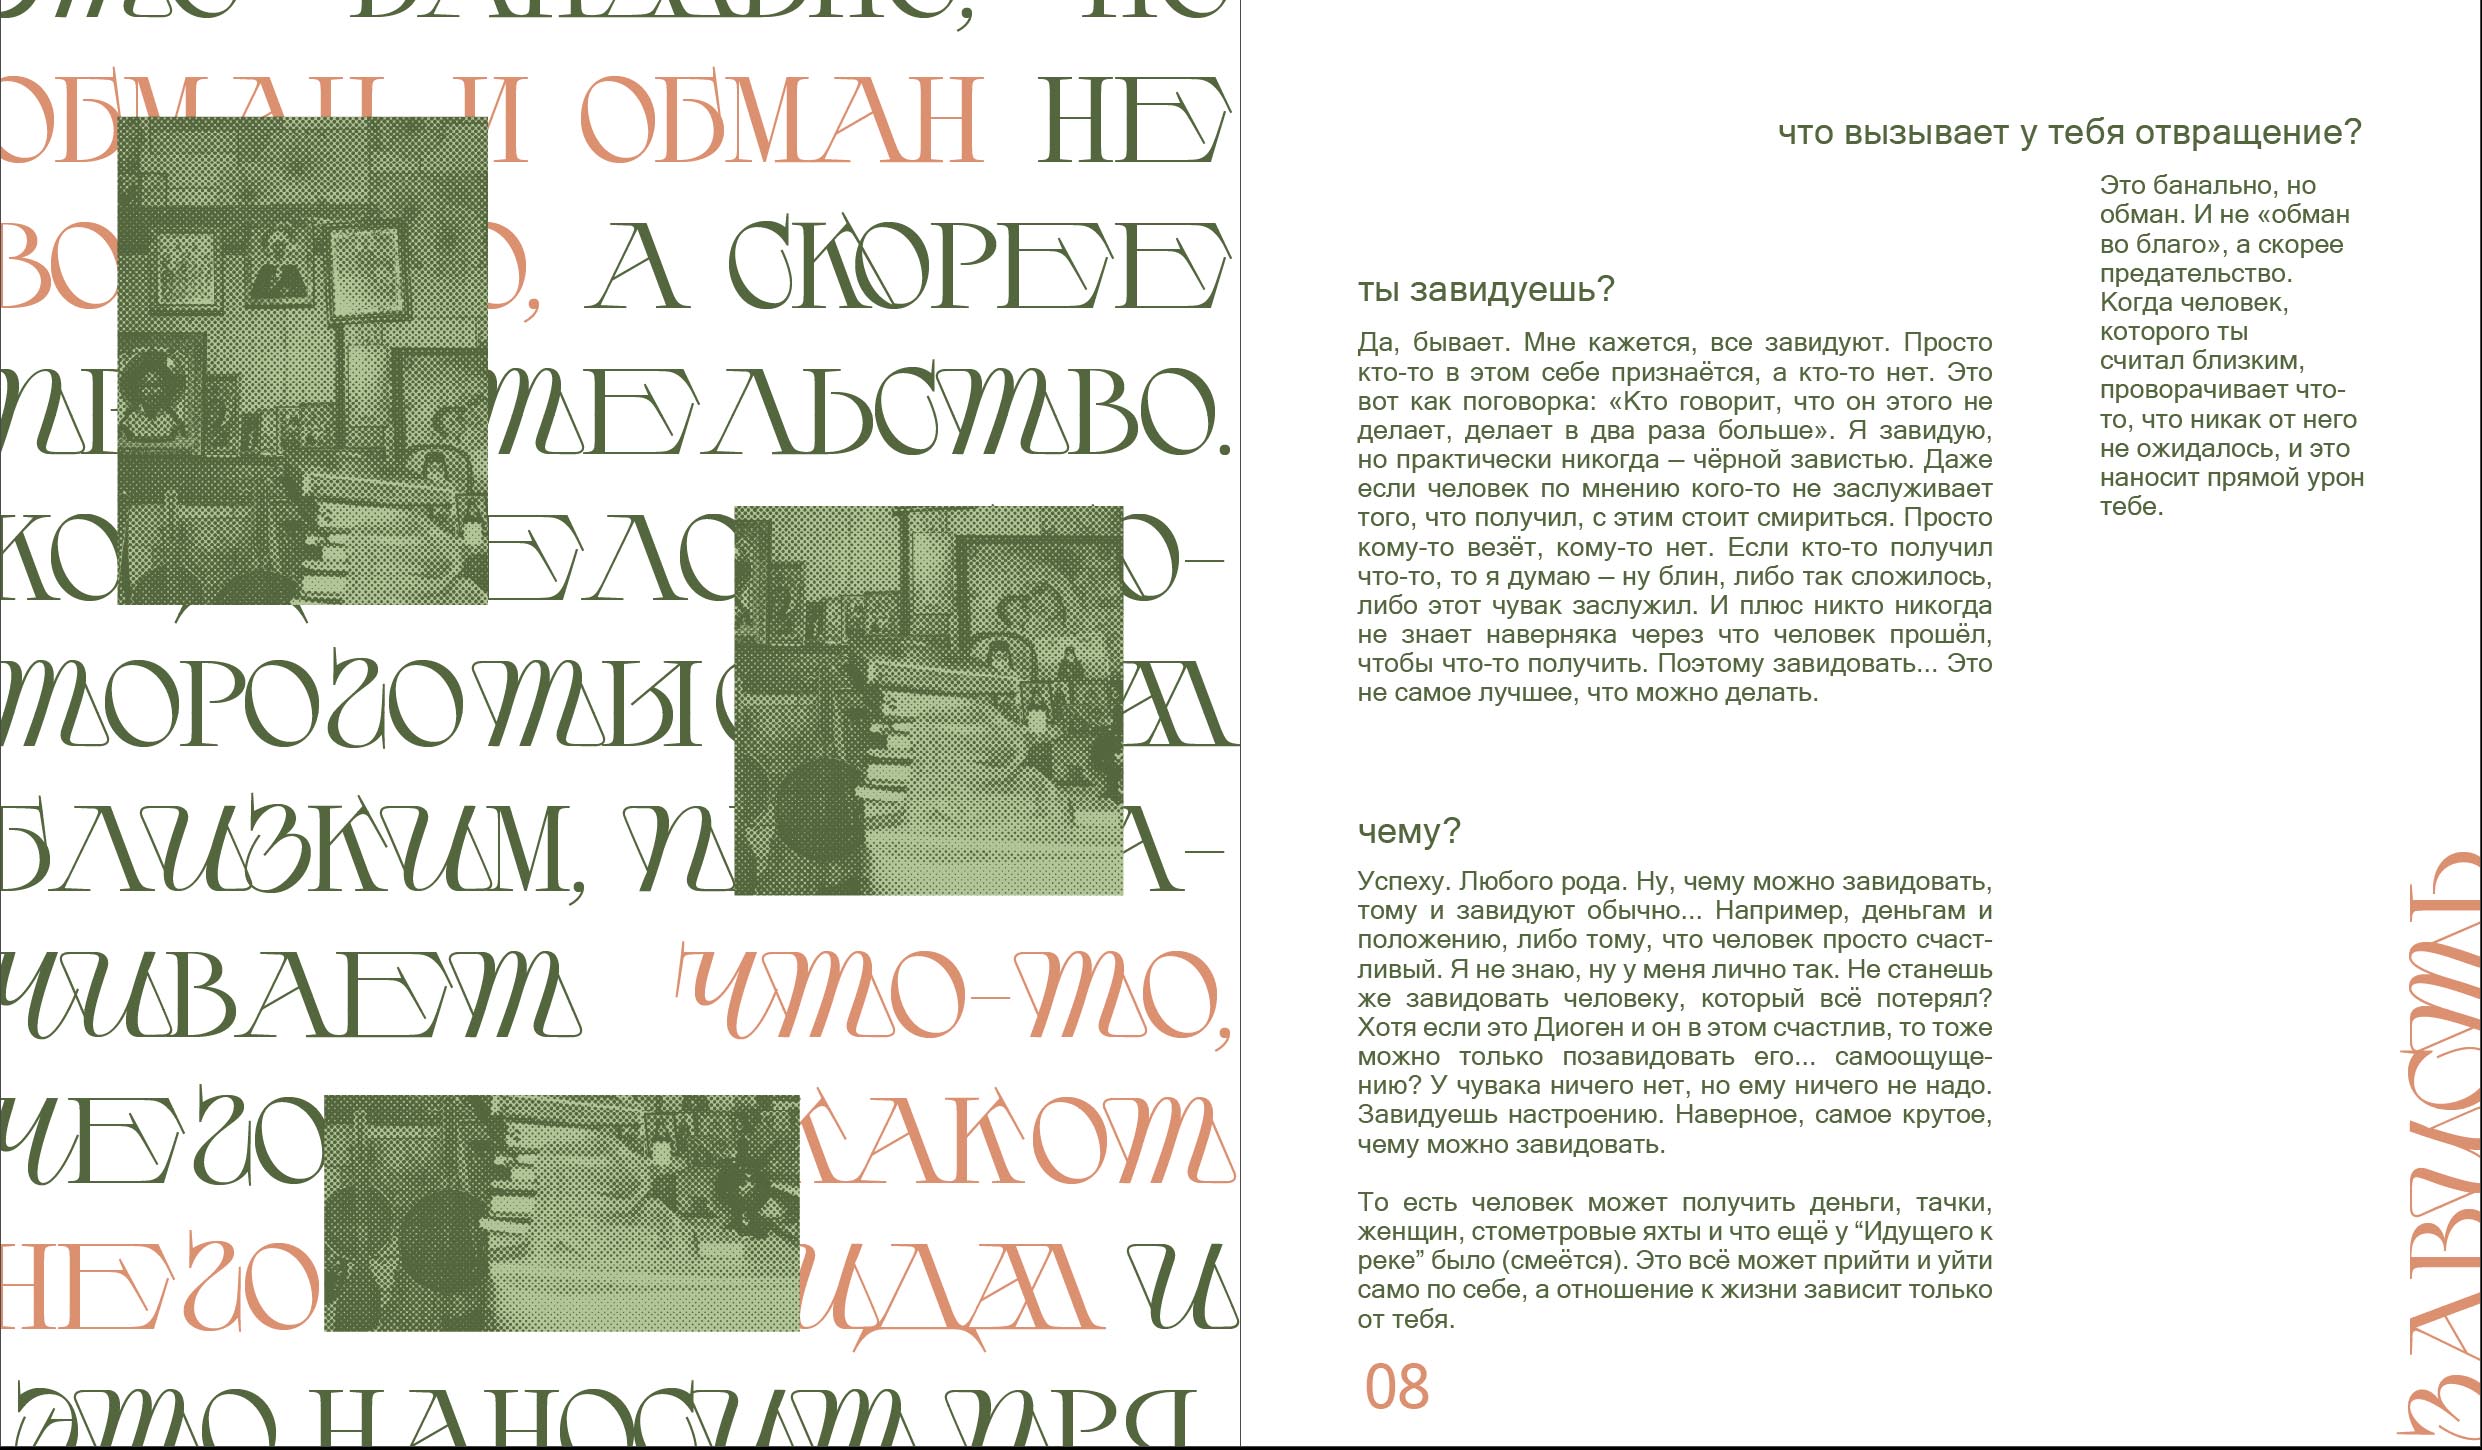 ОБМАН И ОБМАН НЕ
ВО А СКОРЕЕ
ТЕЛЬСТВО.
ТОРОГО ТЫ
БЛИЗКИМ,
ЧИВАЕТ ЧТО-ТО,
ЧЕГО КАК ОТ
НЕГО И
ЭТО НАНОСИТ ПРЯ
что вызывает у тебя отвращение?
Это банально, но
обман. И не «обман
во благо», а скорее
предательство.
Когда человек,
которого ты
считал близким,
проворачивает что-
то, что никак от него
не ожидалось, и это
наносит прямой урон
тебе.
ты завидуешь?
Да, бывает. Мне кажется, все завидуют. Просто
кто-то в этом себе признаётся, а кто-то нет. Это
вот как поговорка: «Кто говорит, что он этого не
делает, делает в два раза больше». Я завидую,
но практически никогда — чёрной завистью. Даже
если человек по мнению кого-то не заслуживает
того, что получил, с этим стоит смириться. Просто
кому-то везёт, кому-то нет. Если кто-то получил
что-то, то я думаю — ну блин, либо так сложилось,
либо этот чувак заслужил. И плюс никто никогда
не знает наверняка через что человек прошёл,
чтобы что-то получить. Поэтому завидовать... Это
не самое лучшее, что можно делать.
чему?
Успеху. Любого рода. Ну, чему можно завидовать,
тому и завидуют обычно... Например, деньгам и
положению, либо тому, что человек просто счаст-
ливый. Я не знаю, ну у меня лично так. Не станешь
же завидовать человеку, который всё потерял?
Хотя если это Диоген и он в этом счастлив, то тоже
можно только позавидовать его... самоощуще-
нию? У чувака ничего нет, но ему ничего не надо.
Завидуешь настроению. Наверное, самое крутое,
чему можно завидовать.
То есть человек может получить деньги, тачки,
женщин, стометровые яхты и что ещё у “Идущего к
реке” было (смеётся). Это всё может прийти и уйти
само по себе, а отношение к жизни зависит только
от тебя.
08
ЗАВИСТЬ